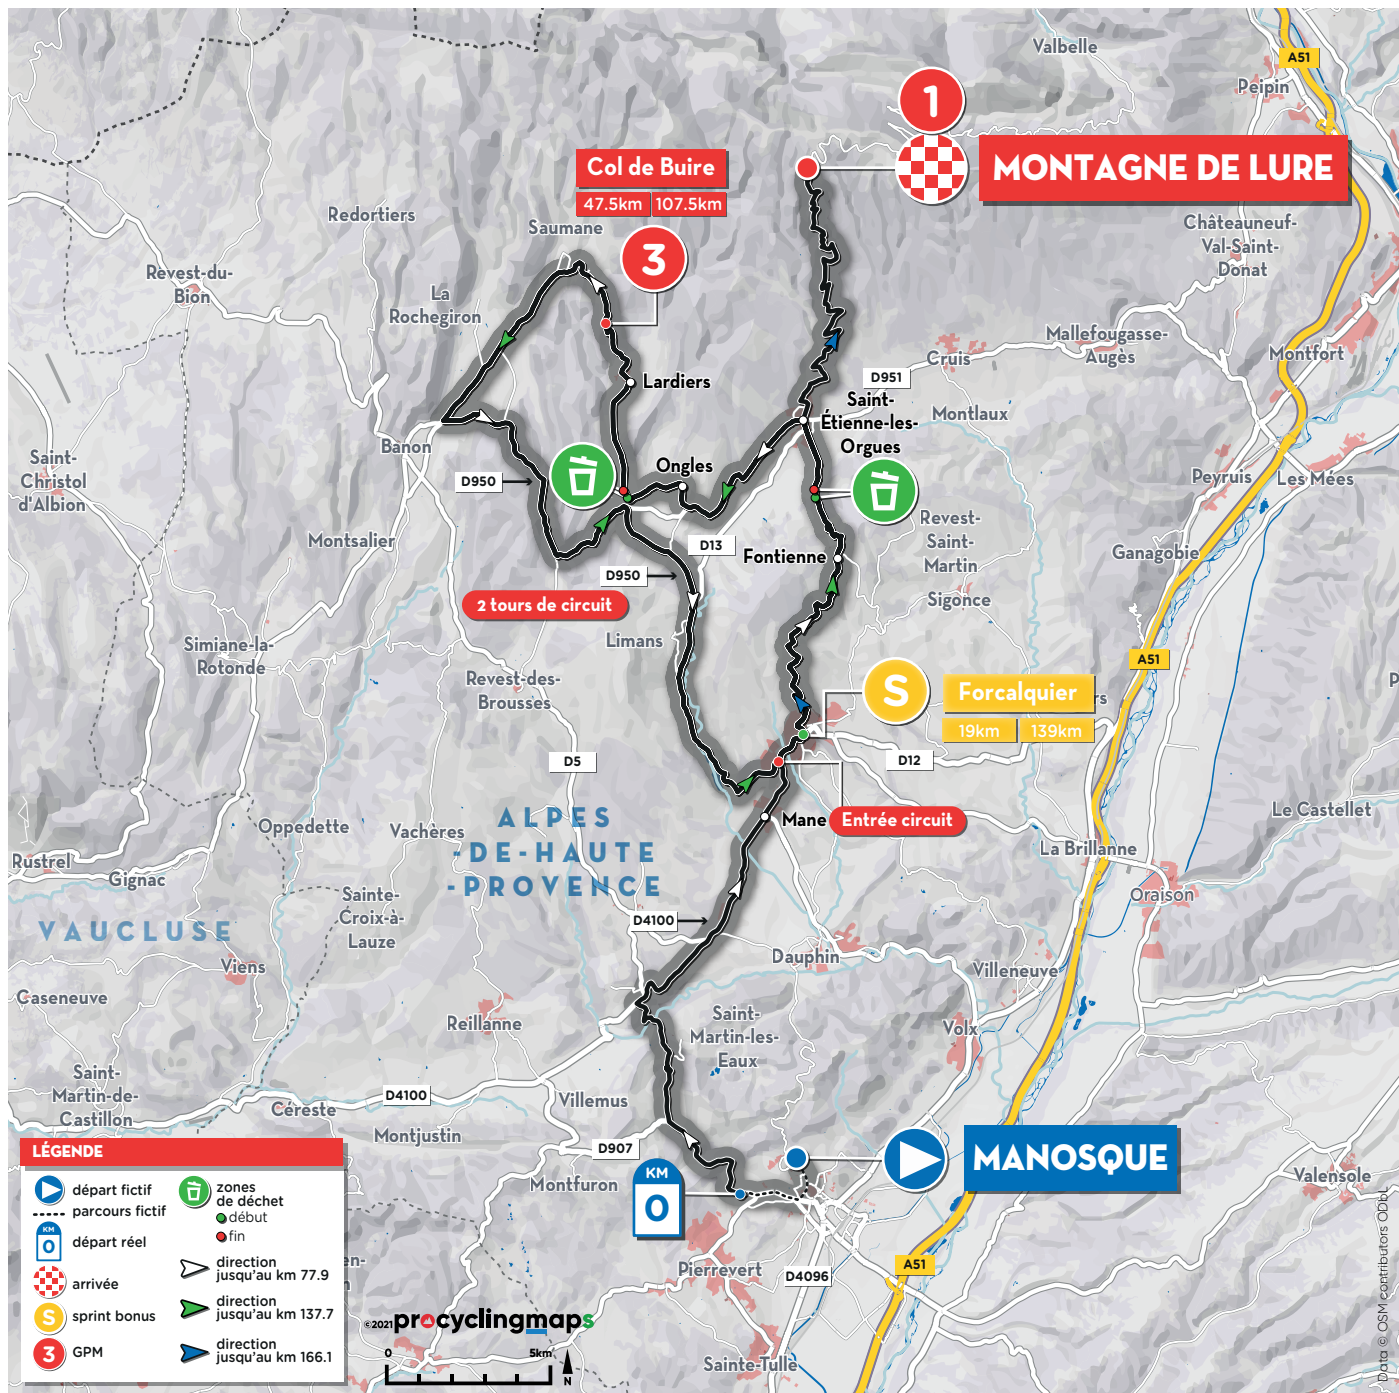 Valbelle
A51
Peipin
1
MONTAGNE DE LURE
Col de Buire
47.5km
107.5km
3
Saumane
Redortiers
Châteauneuf-
Val-Saint-
Donat
Revest-du-
Bion
La
Rochegiron
Mallefougasse-
Augès
Montfort
Cruis
Lardiers
D951
Saint-
Étienne-les-
Orgues
Montlaux
Banon
Saint-
Christol
d'Albion
Ongles
D950
Peyruis
Les Mées
Revest-
Saint-
Martin
Montsalier
D13
Fontienne
Ganagobie
D950
2 tours de circuit
Sigonce
Limans
Simiane-la-
Rotonde
A51
Revest-des-
Brousses
S
Forcalquier
rs
19km
139km
D5
D12
ALPES
-DE-HAUTE
-PROVENCE
Mane
Entrée circuit
Le Castellet
Oppedette
Vachères
La Brillanne
Rustrel
Gignac
Sainte-
Croix-à-
Lauze
Oraison
VAUCLUSE
D4100
Dauphin
Viens
Villeneuve
Caseneuve
Reillanne
Saint-
Martin-les-
Eaux
Volx
Saint-
Martin-de-
Castillon
Céreste
D4100
Villemus
Montjustin
D907
MANOSQUE
KM
0
Montfuron
Valensole
Pierrevert
D4096
A51
Sainte-Tulle
en-
n
LÉGENDE
départ fictif
parcours fictif
KM
0
départ réel
arrivée
S
sprint bonus
3
GPM
zones
de déchet
début
fin
direction
jusqu'au km 77.9
direction
jusqu'au km 137.7
direction
jusqu'au km 166.1
©2021 procyclingmaps
0
5km
N
P
Data © OSM contributors ODbL